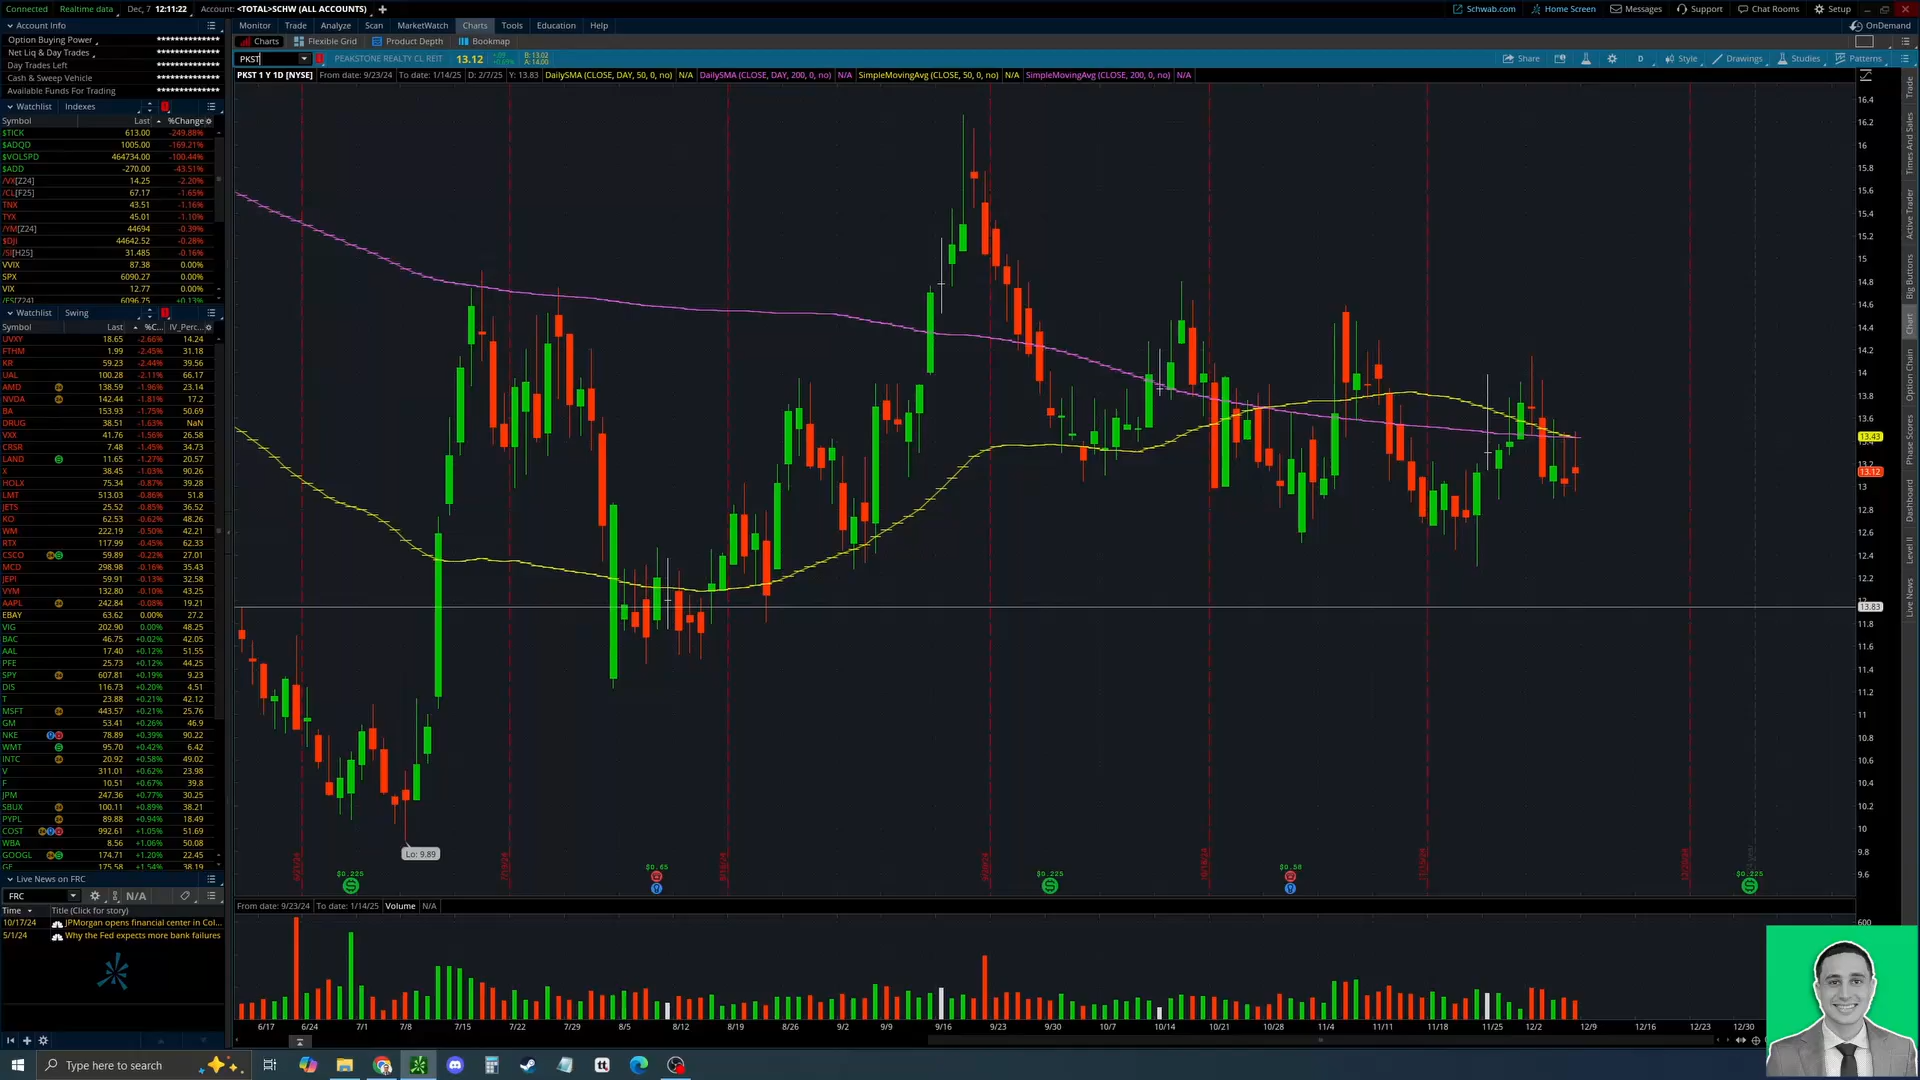 Connected Realtime data Dec, 7 12:11:22 Account: <TOTAL>SCHW (ALL ACCOUNTS)
Monitor Trade Analyze Scan MarketWatch Charts Tools Education Help
Schwab.com Home Screen Messages Support Chat Rooms Setup
OnDemand
Account Info
Option Buying Power **************
Net Liq & Day Trades **************
Day Trades Left **************
Cash & Sweep Vehicle **************
Available Funds For Trading **************
Watchlist Indexes
Symbol Last %Change
$TICK 613.00 -249.88%
$ADQD 1005.00 -169.21%
$VOLSPD 464734.00 -100.44%
$ADD -270.00 -43.51%
/VX[Z24] 14.25 -2.20%
/CL[F25] 67.17 -1.65%
TNX 43.51 -1.16%
TYX 45.01 -1.10%
/YM[Z24] 44694 -0.39%
$DJI 44642.52 -0.28%
/SI[H25] 31.485 -0.16%
VVIX 87.38 0.00%
SPX 6090.27 0.00%
VIX 12.77 0.00%
/ES[Z24] 6096.75 +0.13%
Watchlist Swing
Symbol Last %C... IV_Perc...
UVXY 18.65 -2.66% 14.24
FTHM 1.99 -2.45% 31.18
KR 59.23 -2.44% 39.56
UAL 100.28 -2.11% 66.17
AMD 138.59 -1.96% 23.14
NVDA 142.44 -1.81% 17.2
BA 153.93 -1.75% 50.69
DRUG 38.51 -1.63% NaN
VXX 41.76 -1.56% 26.58
CRSR 7.48 -1.45% 34.73
LAND 11.65 -1.27% 20.57
X 38.45 -1.03% 90.26
HOLX 75.34 -0.87% 39.28
LMT 513.03 -0.86% 51.8
JETS 25.52 -0.85% 36.52
KO 62.53 -0.62% 48.26
WM 222.19 -0.50% 42.21
RTX 117.99 -0.45% 62.33
CSCO 59.89 -0.22% 27.01
MCD 298.98 -0.16% 35.43
JEPI 59.91 -0.13% 32.58
VYM 132.80 -0.10% 43.25
AAPL 242.84 -0.08% 19.21
EBAY 63.62 0.00% 27.2
VIG 202.90 0.00% 48.25
BAC 46.75 +0.02% 42.05
AAL 17.40 +0.12% 51.55
PFE 25.73 +0.12% 44.25
SPY 607.81 +0.19% 9.23
DIS 116.73 +0.20% 4.51
T 23.88 +0.21% 42.12
MSFT 443.57 +0.21% 25.76
GM 53.41 +0.26% 46.9
NKE 78.89 +0.39% 90.22
WMT 95.70 +0.42% 6.42
INTC 20.92 +0.58% 49.02
V 311.01 +0.62% 23.98
F 10.51 +0.67% 39.8
JPM 247.36 +0.77% 30.25
SBUX 100.11 +0.89% 38.21
PYPL 89.88 +0.94% 18.49
COST 992.61 +1.05% 51.69
WBA 8.56 +1.06% 50.08
GOOGL 174.71 +1.20% 22.45
GE 175.58 +1.54% 38.19
Live News on FRC
FRC N/A
Time Title (Click for story)
10/17/24 JPMorgan opens financial center in Col...
5/1/24 Why the Fed expects more bank failures
Charts Flexible Grid Product Depth Bookmap
PKST PEAKSTONE REALTY CL REIT 13.12 B: 13.02 A: 14.00
Share D Style Drawings Studies Patterns
PKST 1 Y 1D [NYSE] From date: 9/23/24 To date: 1/14/25 D: 2/7/25 Y: 13.83 DailySMA (CLOSE, DAY, 50, 0, no) N/A DailySMA (CLOSE, DAY, 200, 0, no) N/A SimpleMovingAvg (CLOSE, 50, 0, no) N/A SimpleMovingAvg (CLOSE, 200, 0, no) N/A
16.4
16.2
16
15.8
15.6
15.4
15.2
15
14.8
14.6
14.4
14.2
14
13.8
13.6
13.43
13.2
13.12
13
12.8
12.6
12.4
12.2
13.83
11.8
11.6
11.4
11.2
11
10.8
10.6
10.4
10.2
10
9.8
9.6
Lo: 9.89
$0.225 $0.65 $0.225 $0.58 $0.225
From date: 9/23/24 To date: 1/14/25 Volume N/A
600
6/17 6/24 7/1 7/8 7/15 7/22 7/29 8/5 8/12 8/19 8/26 9/2 9/9 9/16 9/23 9/30 10/7 10/14 10/21 10/28 11/4 11/11 11/18 11/25 12/2 12/9 12/16 12/23 12/30
Trade
Times And Sales
Active Trader
Big Buttons
Chart
Option Chain
Phase Scores
Dashboard
Level II
Live News
Type here to search